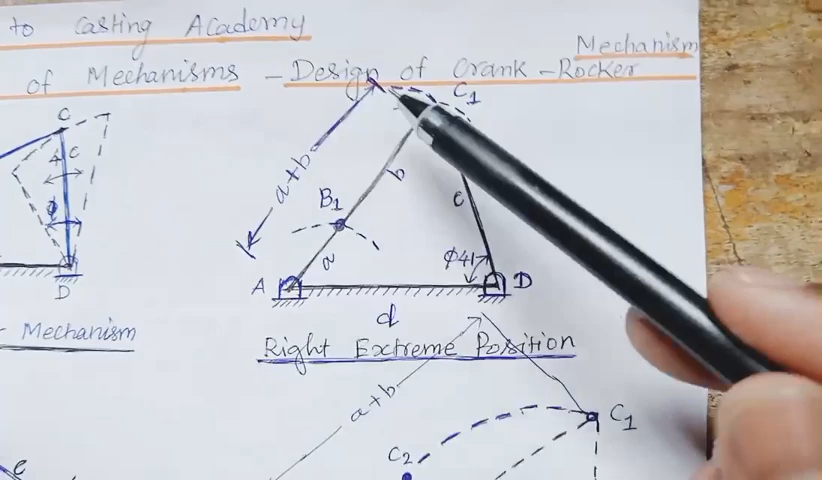 to Casting Academy
of Mechanisms - Design of Crank - Rocker
Mechanism
C
C1
4
c
a+b
b
B1
c
ϕ
a
ϕ41
A
D
D
d
- Mechanism
Right Extreme Position
a+b
C1
C2